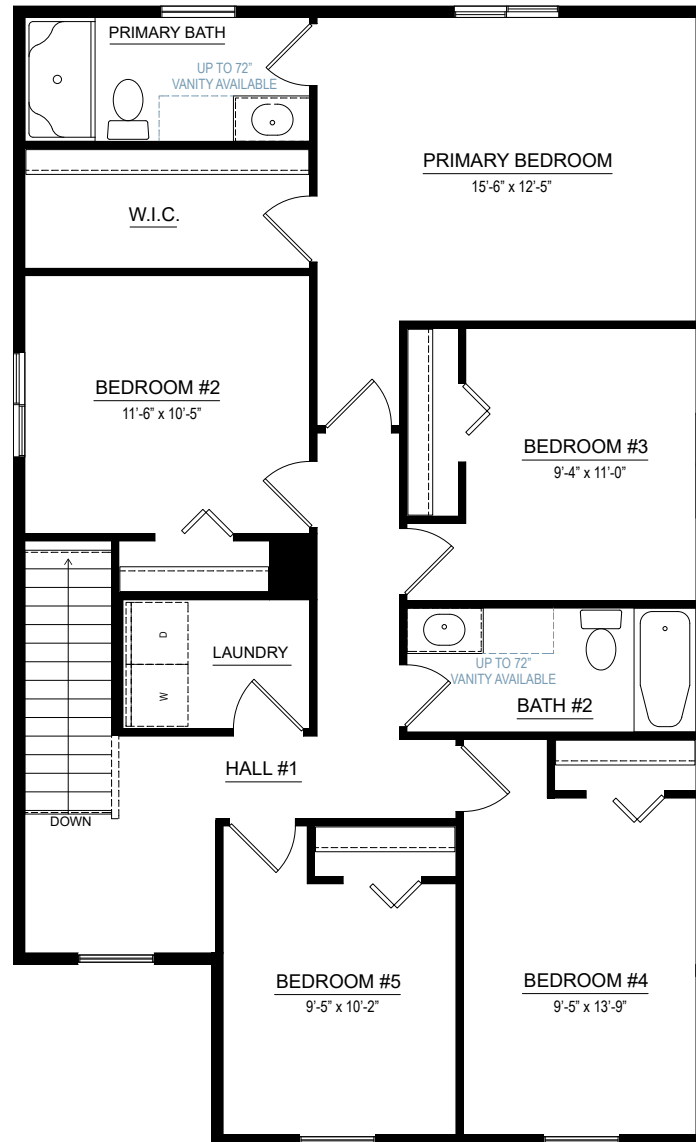 PRIMARY BATH
UP TO 72"
VANITY AVAILABLE
PRIMARY BEDROOM
15'-6" x 12'-5"
W.I.C.
BEDROOM #2
11'-6" x 10'-5"
BEDROOM #3
9'-4" x 11'-0"
D
W
LAUNDRY
UP TO 72"
VANITY AVAILABLE
BATH #2
HALL #1
DOWN
BEDROOM #5
9'-5" x 10'-2"
BEDROOM #4
9'-5" x 13'-9"